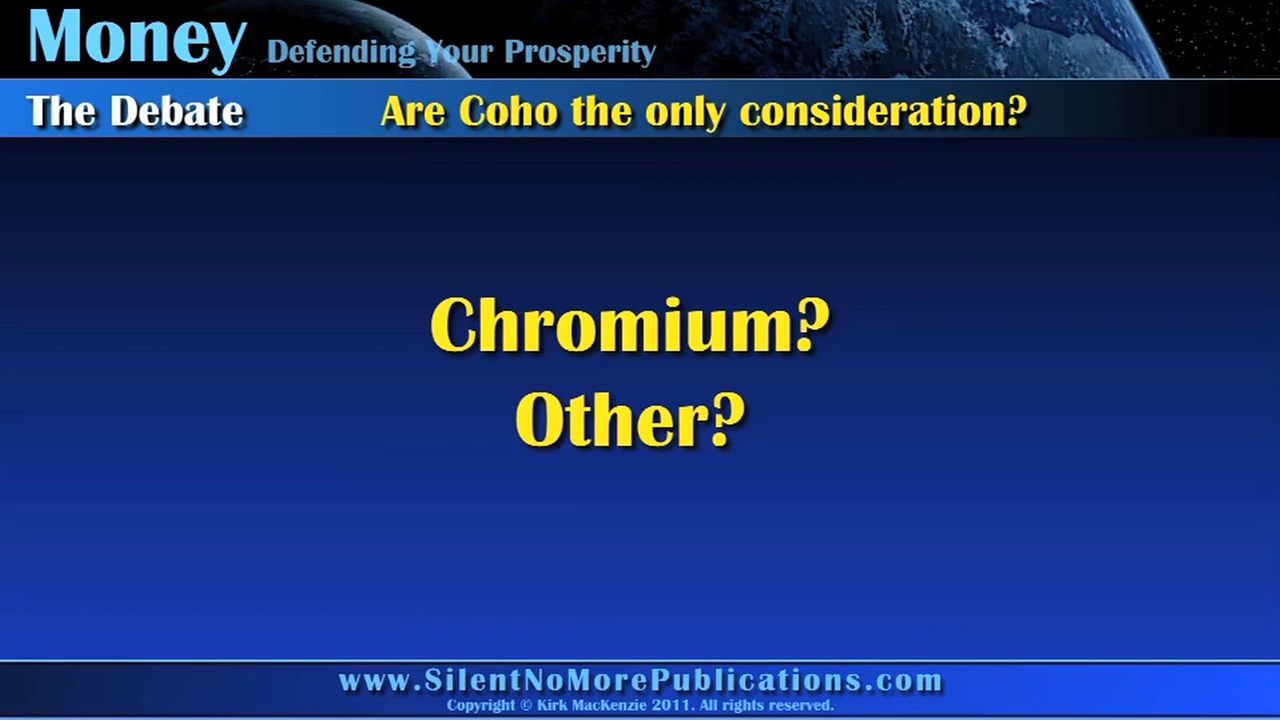 Money Defending Your Prosperity
The Debate Are Coho the only consideration?
Chromium?
Other?
www.SilentNoMorePublications.com
Copyright © Kirk MacKenzie 2011. All rights reserved.